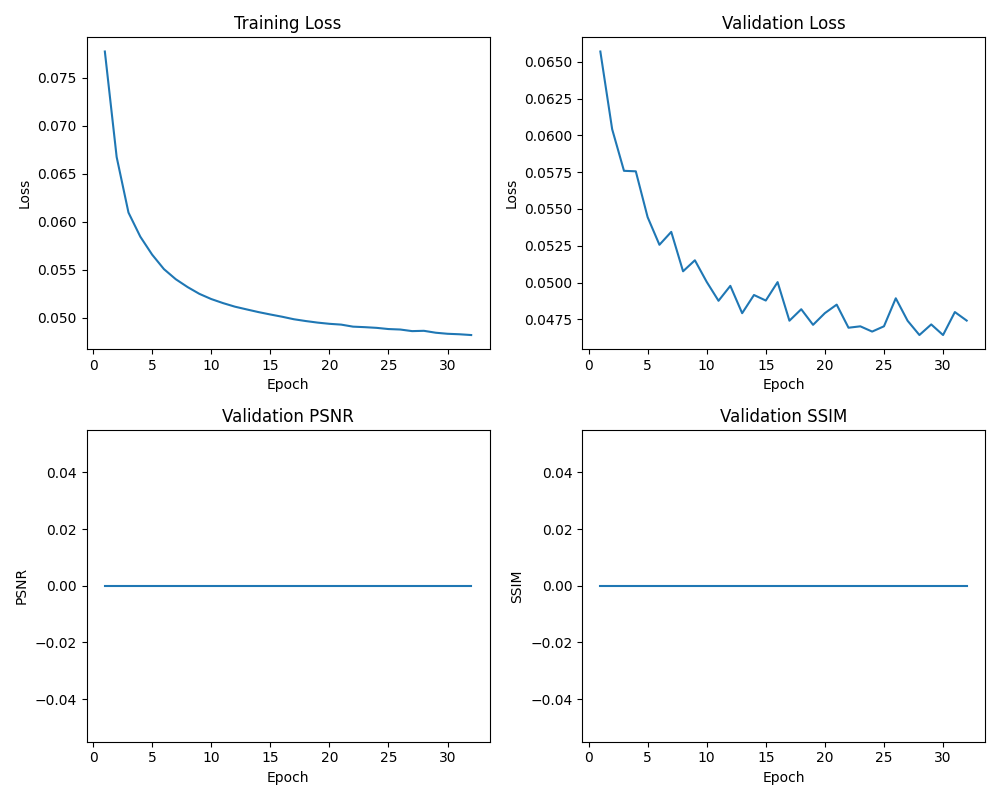 Training Loss
Loss
0.075
0.070
0.065
0.060
0.055
0.050
0 5 10 15 20 25 30
Epoch
Validation Loss
Loss
0.0650
0.0625
0.0600
0.0575
0.0550
0.0525
0.0500
0.0475
0 5 10 15 20 25 30
Epoch
Validation PSNR
PSNR
0.04
0.02
0.00
−0.02
−0.04
0 5 10 15 20 25 30
Epoch
Validation SSIM
SSIM
0.04
0.02
0.00
−0.02
−0.04
0 5 10 15 20 25 30
Epoch